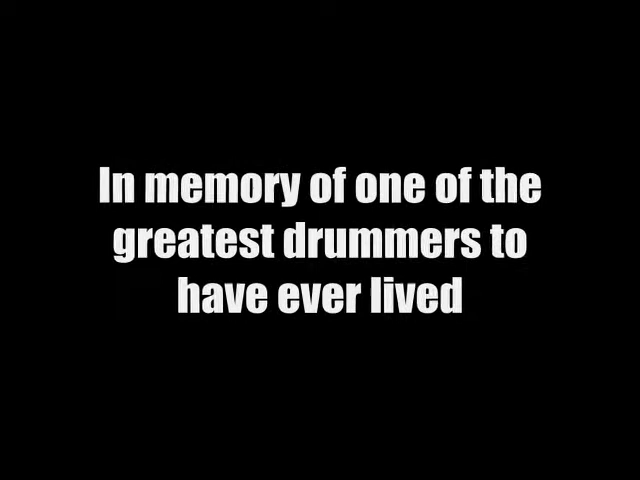 In memory of one of the
greatest drummers to
have ever lived